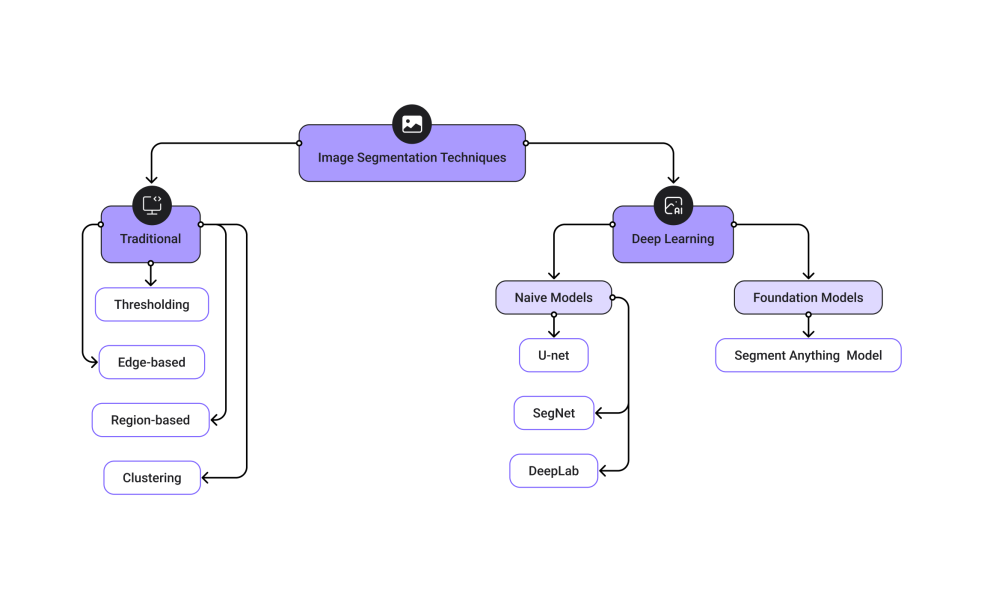 Image Segmentation Techniques
Traditional
Deep Learning
Thresholding
Edge-based
Region-based
Clustering
Naive Models
Foundation Models
U-net
SegNet
DeepLab
Segment Anything  Model
AI